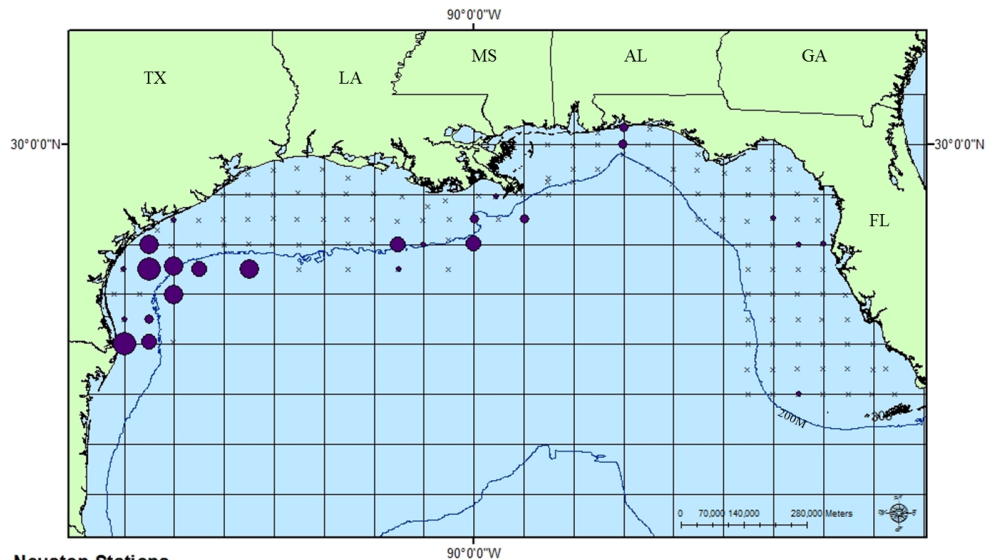 90°0'0"W
TX
LA
MS
AL
GA
30°0'0"N
30°0'0"N
FL
200M
0 70,000 140,000 280,000 Meters
90°0'0"W
Neuston Stations